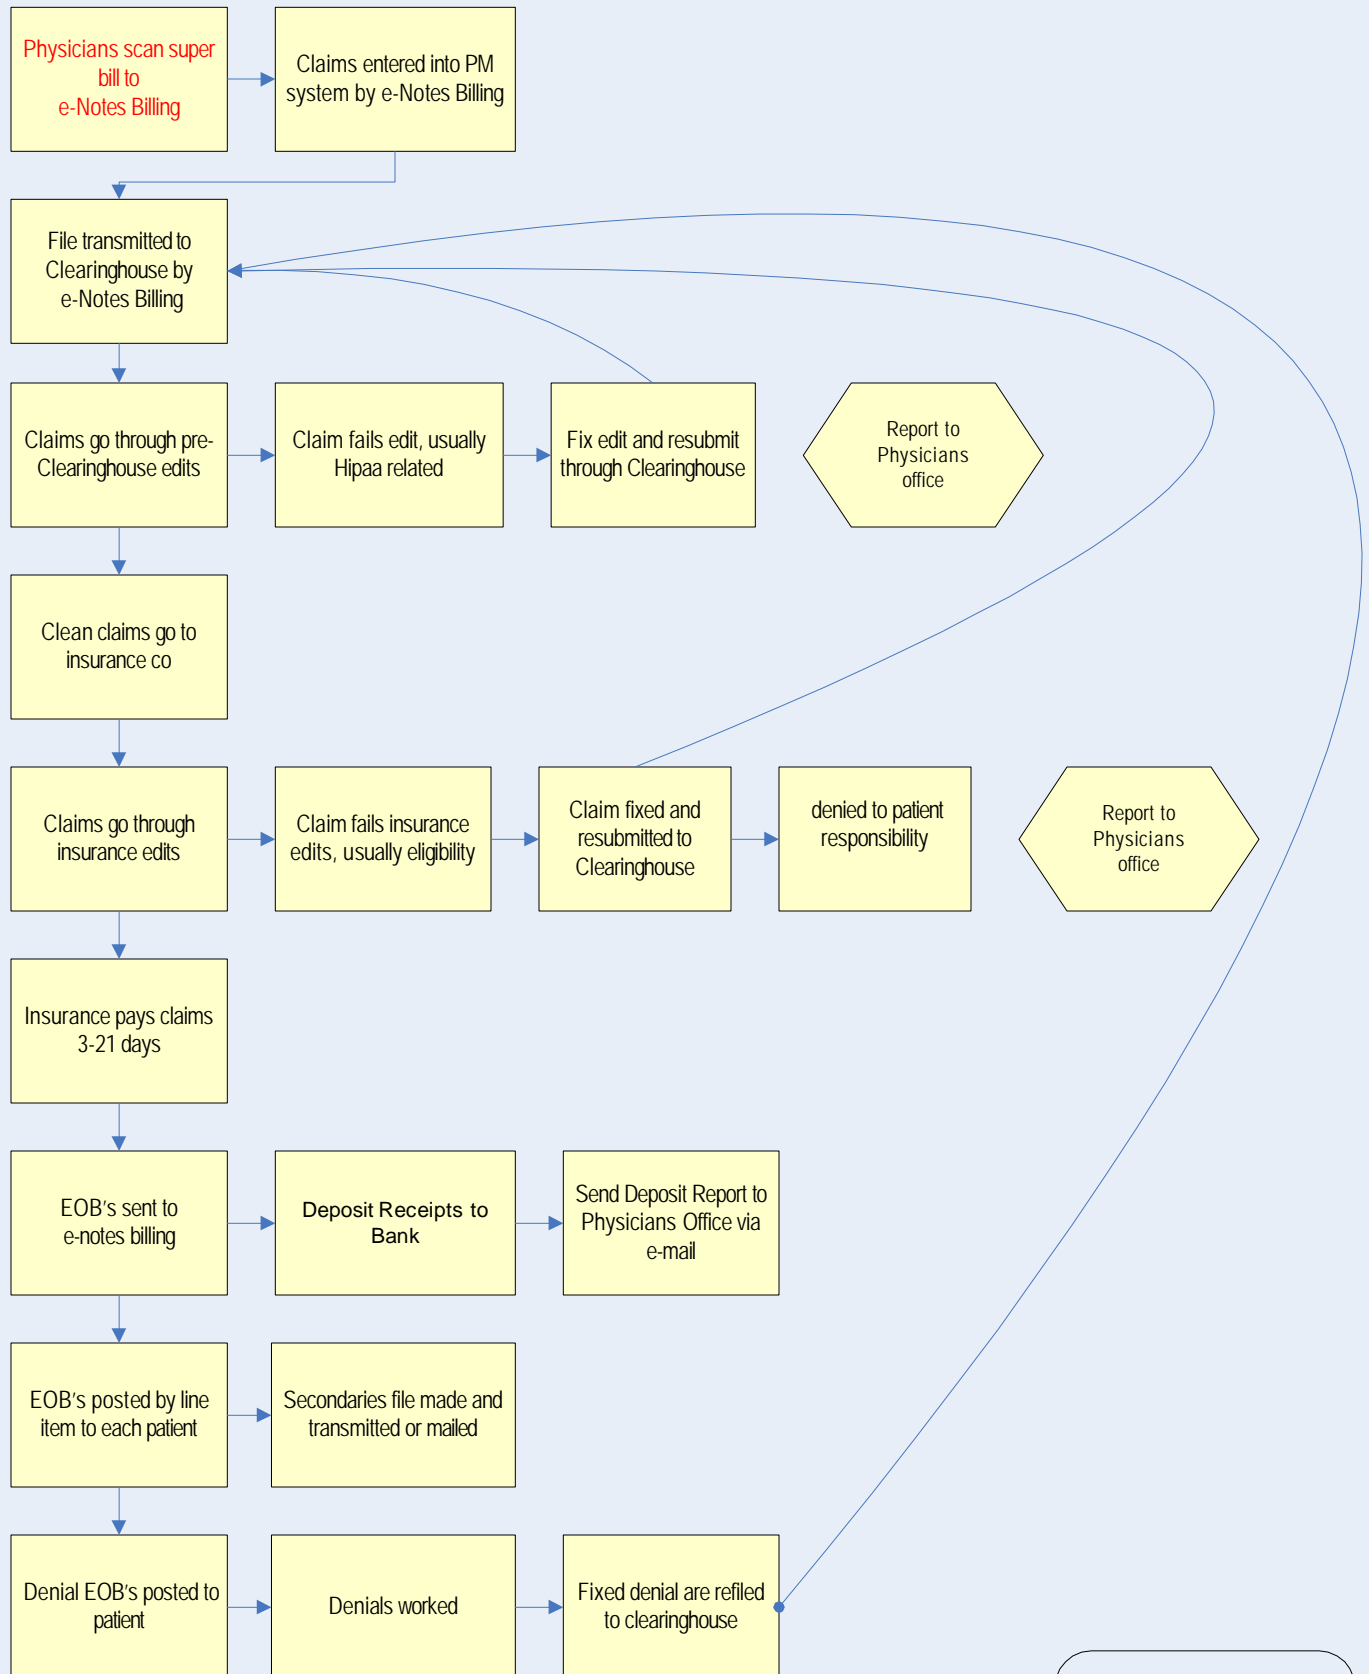 Physicians scan super
bill to
e-Notes Billing
Claims entered into PM
system by e-Notes Billing
File transmitted to
Clearinghouse by
e-Notes Billing
Claims go through pre-
Clearinghouse edits
Claim fails edit, usually
Hipaa related
Fix edit and resubmit
through Clearinghouse
Report to
Physicians
office
Clean claims go to
insurance co
Claims go through
insurance edits
Claim fails insurance
edits, usually eligibility
Claim fixed and
resubmitted to
Clearinghouse
denied to patient
responsibility
Report to
Physicians
office
Insurance pays claims
3-21 days
EOB's sent to
e-notes billing
Deposit Receipts to
Bank
Send Deposit Report to
Physicians Office via
e-mail
EOB's posted by line
item to each patient
Secondaries file made and
transmitted or mailed
Denial EOB's posted to
patient
Denials worked
Fixed denial are refiled
to clearinghouse